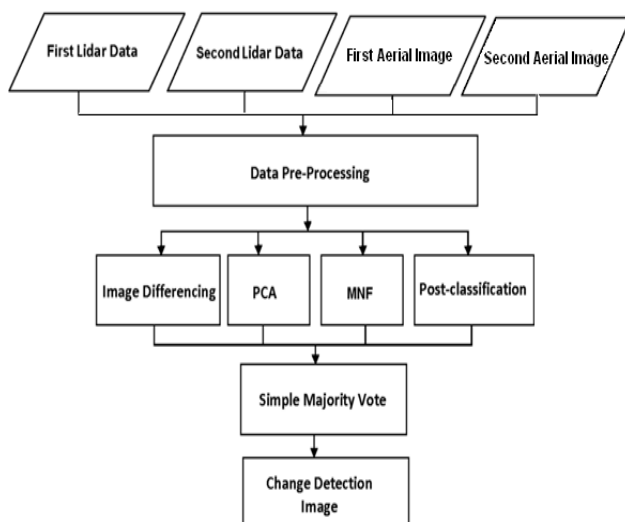 First Lidar Data
Second Lidar Data
First Aerial Image
Second Aerial Image
Data Pre-Processing
Image Differencing
PCA
MNF
Post-classification
Simple Majority Vote
Change Detection
Image